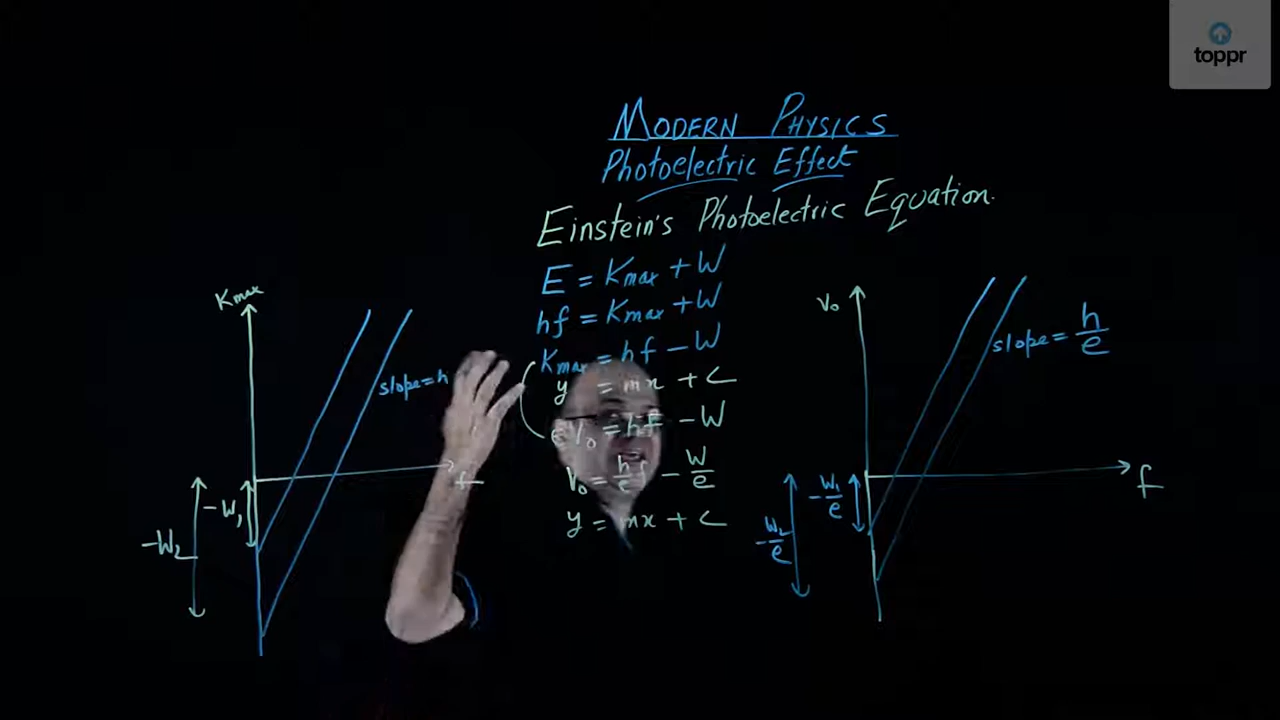 toppr
MODERN PHYSICS
Photoelectric Effect
Einstein's Photoelectric Equation.
E = Kmax + W
hf = Kmax + W
Kmax = hf - W
y = mx + C
eV₀ = hf - W
V₀ = h/e f - W/e
y = mx + C
Kmax
slope = h
f
-W₁
-W₂
V₀
slope = h/e
f
-W₁/e
-W₂/e